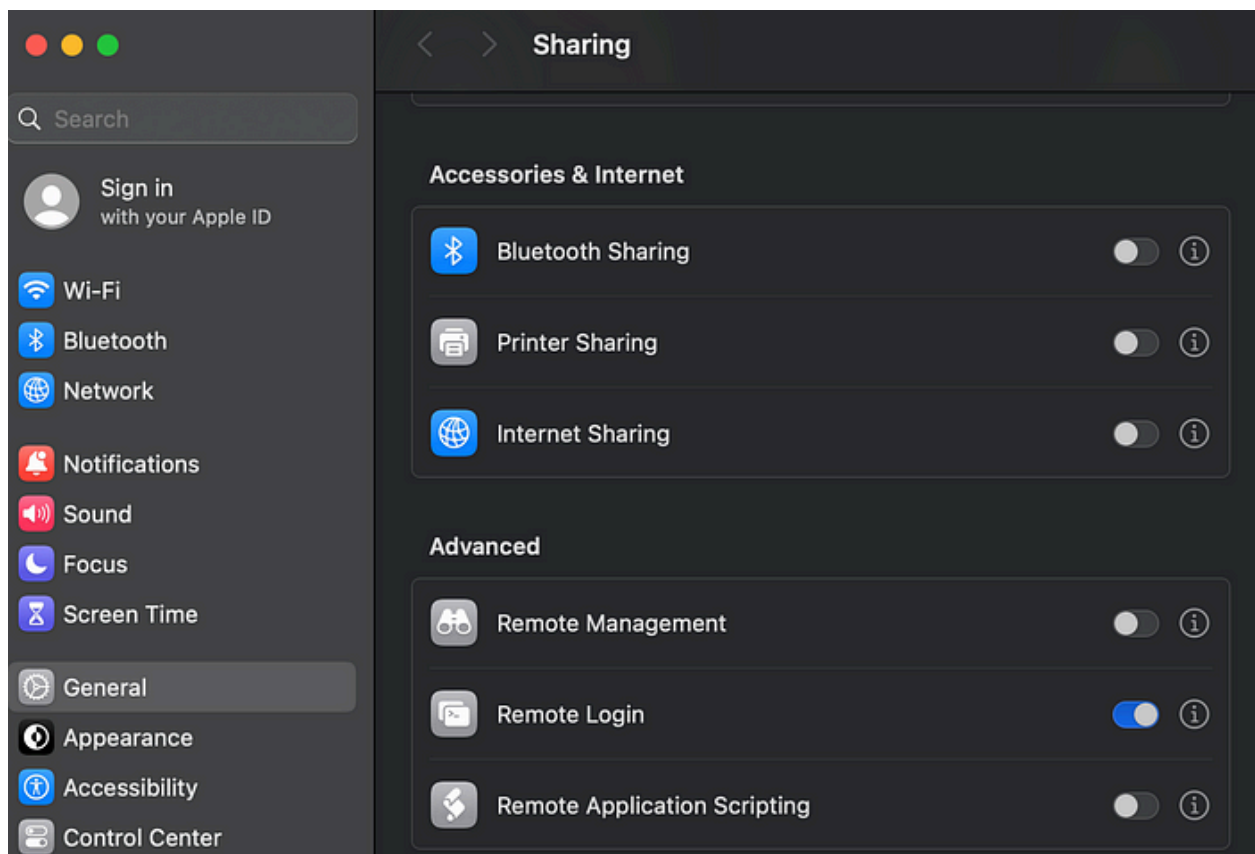 Sharing
Search
Sign in
with your Apple ID
Wi-Fi
Bluetooth
Network
Notifications
Sound
Focus
Screen Time
General
Appearance
Accessibility
Control Center
Accessories & Internet
Bluetooth Sharing
Printer Sharing
Internet Sharing
Advanced
Remote Management
Remote Login
Remote Application Scripting